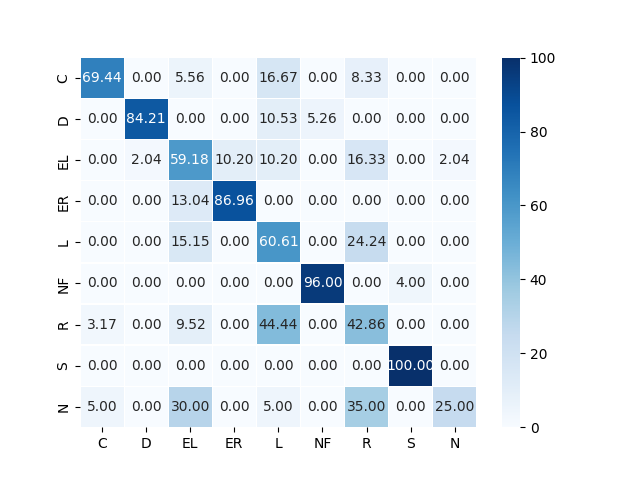 C 69.44 0.00 5.56 0.00 16.67 0.00 8.33 0.00 0.00
D 0.00 84.21 0.00 0.00 10.53 5.26 0.00 0.00 0.00
EL 0.00 2.04 59.18 10.20 10.20 0.00 16.33 0.00 2.04
ER 0.00 0.00 13.04 86.96 0.00 0.00 0.00 0.00 0.00
L 0.00 0.00 15.15 0.00 60.61 0.00 24.24 0.00 0.00
NF 0.00 0.00 0.00 0.00 0.00 96.00 0.00 4.00 0.00
R 3.17 0.00 9.52 0.00 44.44 0.00 42.86 0.00 0.00
S 0.00 0.00 0.00 0.00 0.00 0.00 0.00 100.00 0.00
N 5.00 0.00 30.00 0.00 5.00 0.00 35.00 0.00 25.00
C D EL ER L NF R S N
100
80
60
40
20
0